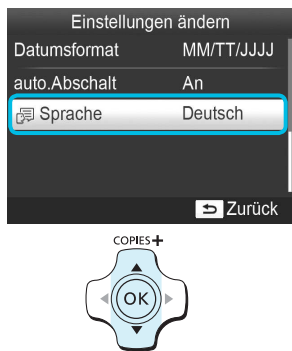 Einstellungen ändern
Datumsformat MM/TT/JJJJ
auto.Abschalt An
Sprache Deutsch
Zurück
COPIES+
OK